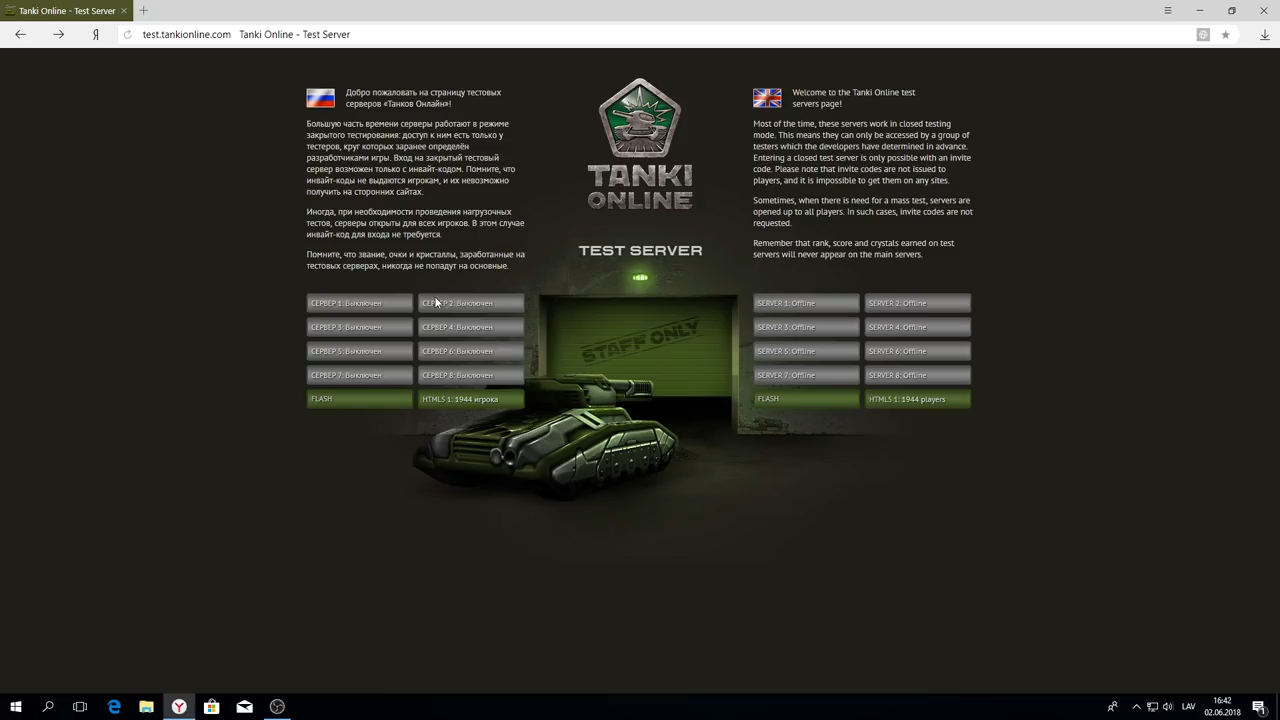 Tanki Online - Test Server
test.tankionline.com Tanki Online - Test Server
Добро пожаловать на страницу тестовых
серверов «Танков Онлайн»!
Большую часть времени серверы работают в режиме
закрытого тестирования: доступ к ним есть только у
тестеров, круг которых заранее определён
разработчиками игры. Вход на закрытый тестовый
сервер возможен только с инвайт-кодом. Помните, что
инвайт-коды не выдаются игрокам, и их невозможно
получить на сторонних сайтах.
Иногда, при необходимости проведения нагрузочных
тестов, серверы открыты для всех игроков. В этом случае
инвайт-код для входа не требуется.
Помните, что звание, очки и кристаллы, заработанные на
тестовых серверах, никогда не попадут на основные.
СЕРВЕР 1: Выключен
СЕРВЕР 2: Выключен
СЕРВЕР 3: Выключен
СЕРВЕР 4: Выключен
СЕРВЕР 5: Выключен
СЕРВЕР 6: Выключен
СЕРВЕР 7: Выключен
СЕРВЕР 8: Выключен
FLASH
HTML5 1: 1944 игрока
TANKI
ONLINE
TEST SERVER
STAFF ONLY
Welcome to the Tanki Online test
servers page!
Most of the time, these servers work in closed testing
mode. This means they can only be accessed by a group of
testers which the developers have determined in advance.
Entering a closed test server is only possible with an invite
code. Please note that invite codes are not issued to
players, and it is impossible to get them on any sites.
Sometimes, when there is need for a mass test, servers are
opened up to all players. In such cases, invite codes are not
requested.
Remember that rank, score and crystals earned on test
servers will never appear on the main servers.
SERVER 1: Offline
SERVER 2: Offline
SERVER 3: Offline
SERVER 4: Offline
SERVER 5: Offline
SERVER 6: Offline
SERVER 7: Offline
SERVER 8: Offline
FLASH
HTML5 1: 1944 players
LAV
16:42
02.06.2018